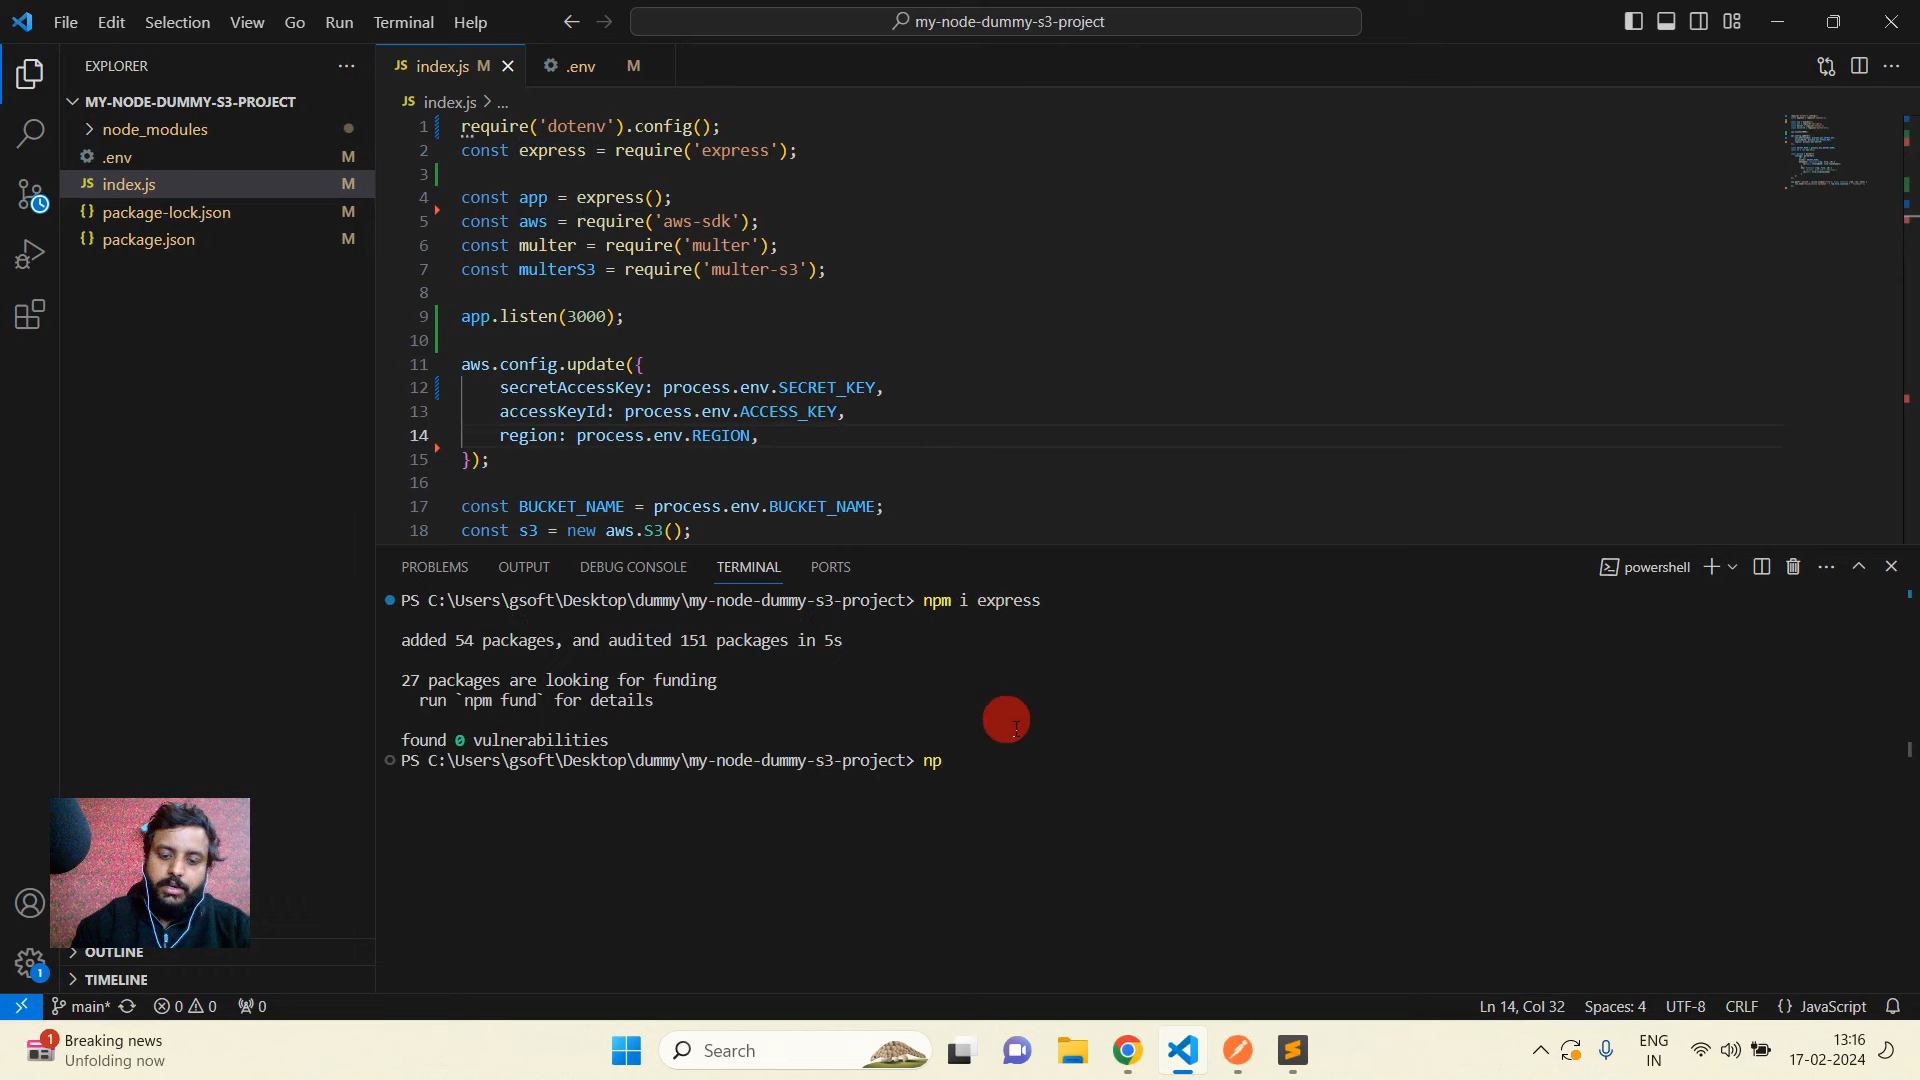 File Edit Selection View Go Run Terminal Help
my-node-dummy-s3-project
EXPLORER
MY-NODE-DUMMY-S3-PROJECT
node_modules
.env M
JS index.js M
{} package-lock.json M
{} package.json M
OUTLINE
TIMELINE
JS index.js M
.env M
JS index.js > ...
1 require('dotenv').config();
2 const express = require('express');
3
4 const app = express();
5 const aws = require('aws-sdk');
6 const multer = require('multer');
7 const multerS3 = require('multer-s3');
8
9 app.listen(3000);
10
11 aws.config.update({
12 secretAccessKey: process.env.SECRET_KEY,
13 accessKeyId: process.env.ACCESS_KEY,
14 region: process.env.REGION,
15 });
16
17 const BUCKET_NAME = process.env.BUCKET_NAME;
18 const s3 = new aws.S3();
PROBLEMS OUTPUT DEBUG CONSOLE TERMINAL PORTS
powershell
PS C:\Users\gsoft\Desktop\dummy\my-node-dummy-s3-project> npm i express
added 54 packages, and audited 151 packages in 5s
27 packages are looking for funding
run `npm fund` for details
found 0 vulnerabilities
PS C:\Users\gsoft\Desktop\dummy\my-node-dummy-s3-project> np
1
main* 0 0 0
Ln 14, Col 32 Spaces: 4 UTF-8 CRLF {} JavaScript
1
Breaking news
Unfolding now
Search
ENG
IN
13:16
17-02-2024